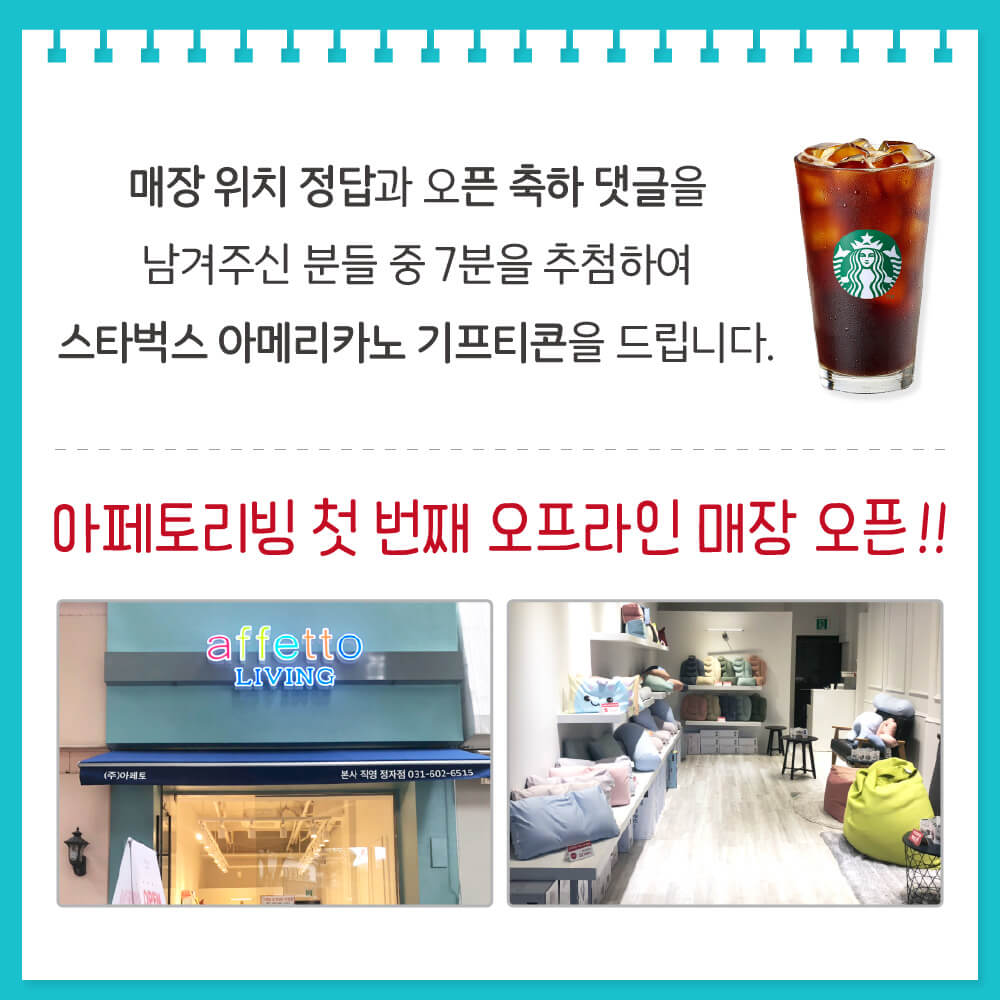 매장 위치 정답과 오픈 축하 댓글을
남겨주신 분들 중 7분을 추첨하여
스타벅스 아메리카노 기프티콘을 드립니다.
아페토리빙 첫 번째 오프라인 매장 오픈!!
affetto
LIVING
(주)아페토
본사 직영 정자점 031-602-6515
OPEN